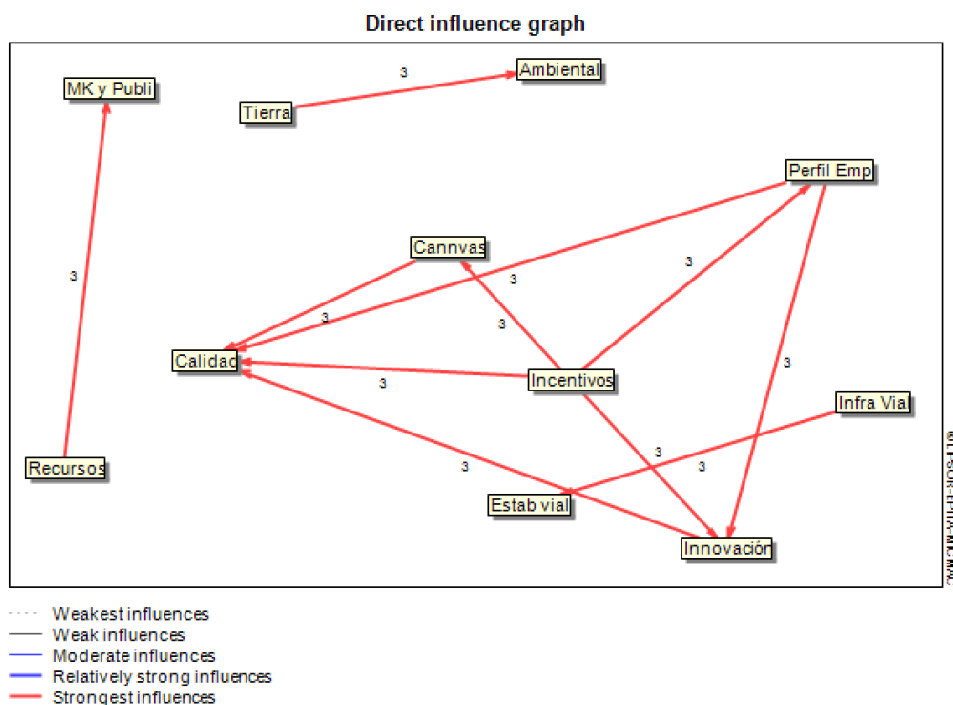 Direct influence graph
MK y Publi
3
Ambiental
Tierra
Perfil Emp
Cannvas
3
3
3
3
3
Calidad
3
3
Incentivos
Infra Vial
Recursos
3
3
3
Estab vial
Innovación
Weakest influences
Weak influences
Moderate influences
Relatively strong influences
Strongest influences